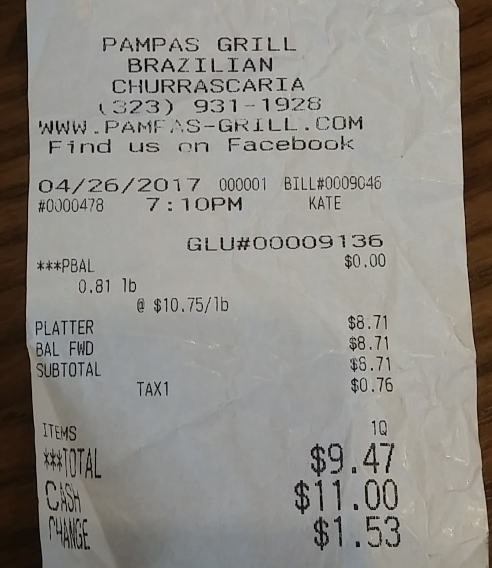 PAMPAS GRILL
BRAZILIAN
CHURRASCARIA
(323) 931-1928
WWW.PAMPAS-GRILL.COM
Find us on Facebook
04/26/2017 000001 BILL#0009046
#0000478 7:10PM KATE
GLU#00009136
***PBAL $0.00
0.81 lb
@ $10.75/lb
PLATTER $8.71
BAL FWD $8.71
SUBTOTAL $8.71
TAX1 $0.76
ITEMS 1Q
***TOTAL $9.47
CASH $11.00
CHANGE $1.53